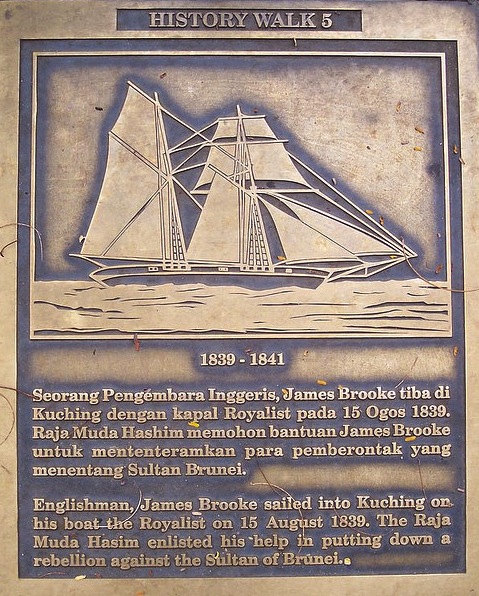 HISTORY WALK 5
1839 - 1841
Seorang Pengembara Inggeris, James Brooke tiba di
Kuching dengan kapal Royalist pada 15 Ogos 1839.
Raja Muda Hashim memohon bantuan James Brooke
untuk mententeramkan para pemberontak yang
menentang Sultan Brunei.
Englishman, James Brooke sailed into Kuching on
his boat the Royalist on 15 August 1839. The Raja
Muda Hasim enlisted his help in putting down a
rebellion against the Sultan of Brunei.